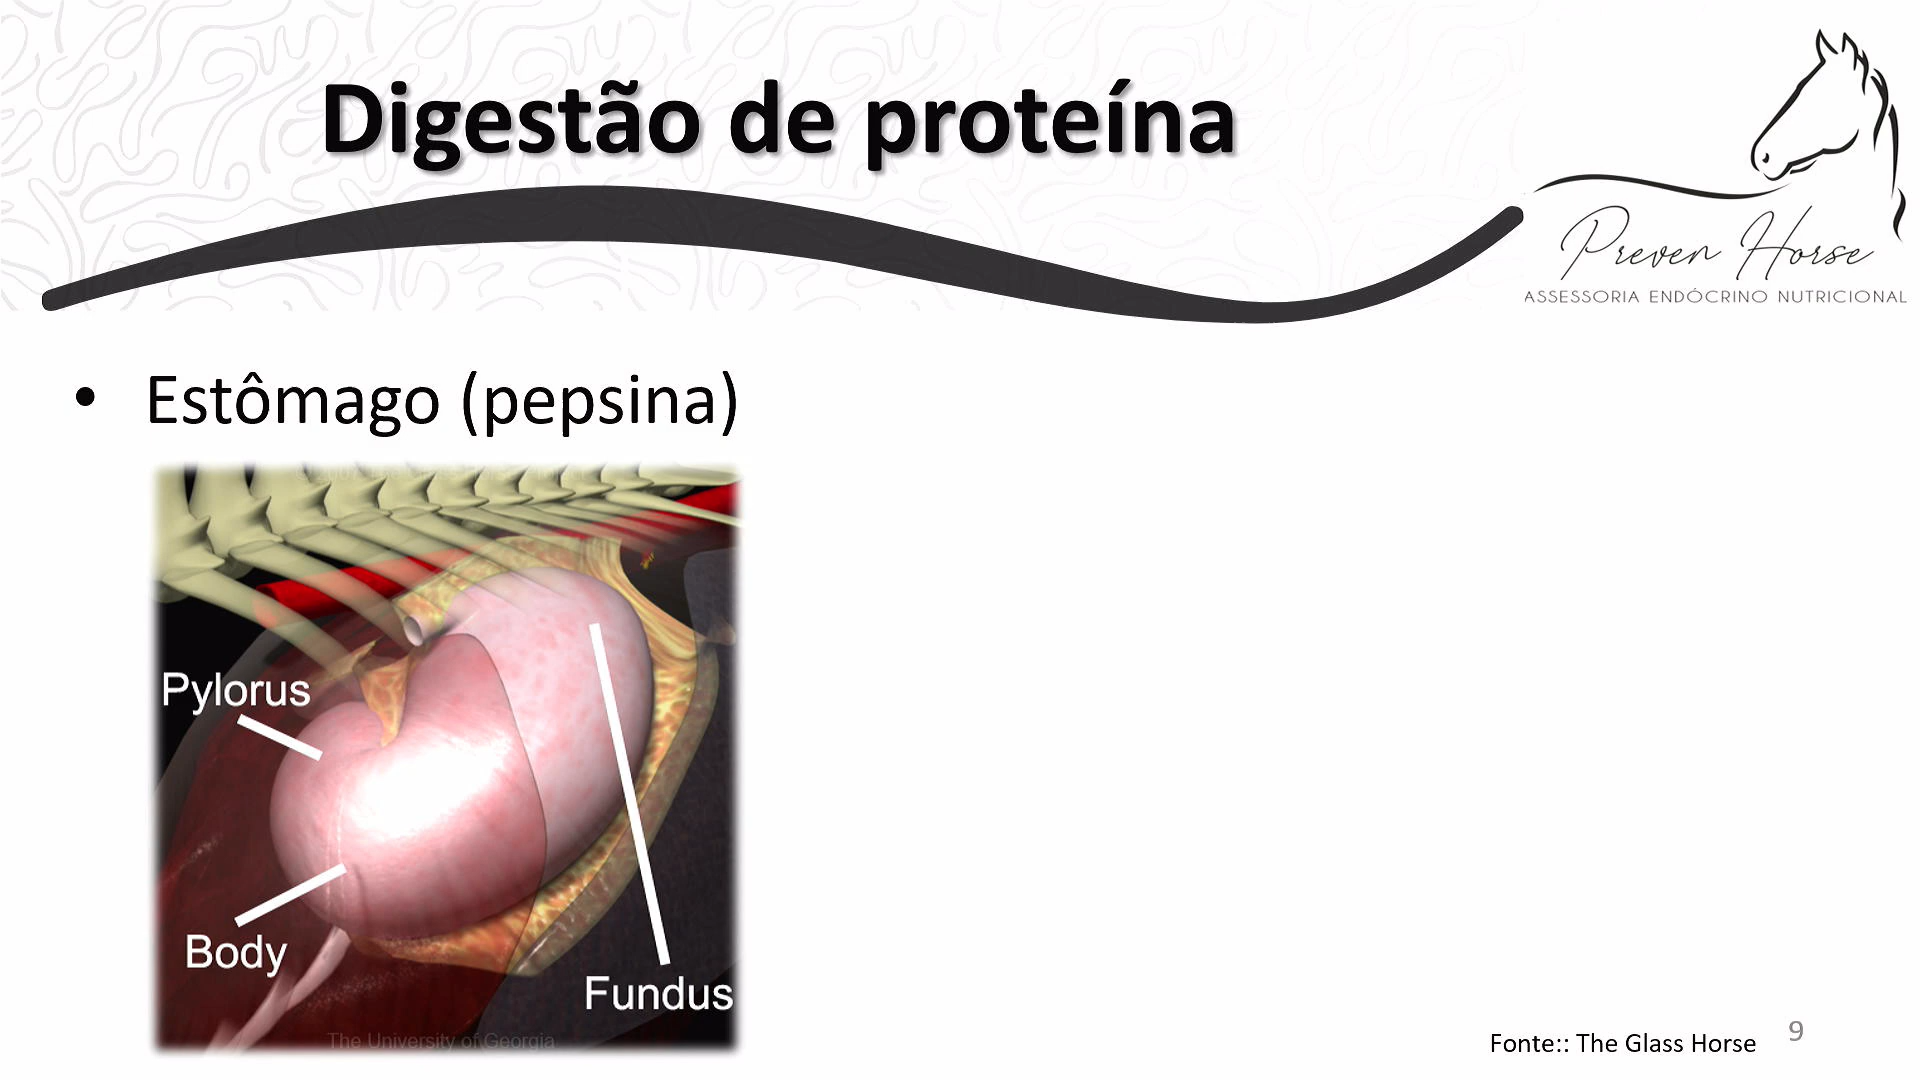 Digestão de proteína
Preven Horse
ASSESSORIA ENDÓCRINO NUTRICIONAL
• Estômago (pepsina)
Pylorus
Body
Fundus
The University of Georgia
Fonte:: The Glass Horse
9